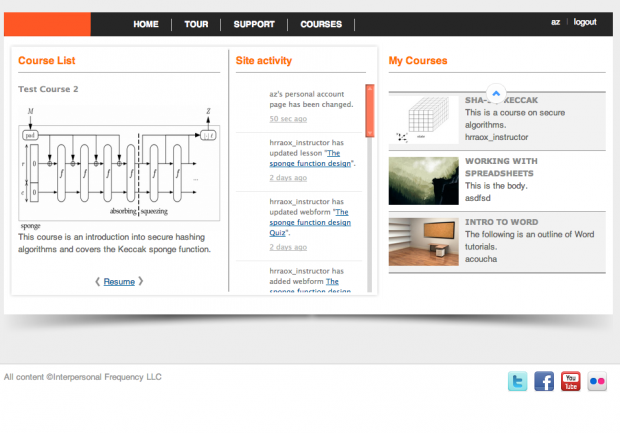 HOME
TOUR
SUPPORT
COURSES
az
logout
Course List
Test Course 2
M
Z
pad
r
0
f
f
f
f
f
f
...
c
0
absorbing
squeezing
sponge
This course is an introduction into secure hashing
algorithms and covers the Keccak sponge function.
❮ Resume ❯
Site activity
az's personal account
page has been changed.
50 sec ago
hrraox_instructor has
updated lesson "The
sponge function design".
2 days ago
hrraox_instructor has
updated webform "The
sponge function design
Quiz".
2 days ago
hrraox_instructor has
added webform "The
sponge function design
My Courses
KECCAK
This is a course on secure
algorithms.
hrraox_instructor
state
WORKING WITH
SPREADSHEETS
This is the body.
asdfsd
INTRO TO WORD
The following is an outline of Word
tutorials.
acoucha
All content ©Interpersonal Frequency LLC
t
f
You
Tube